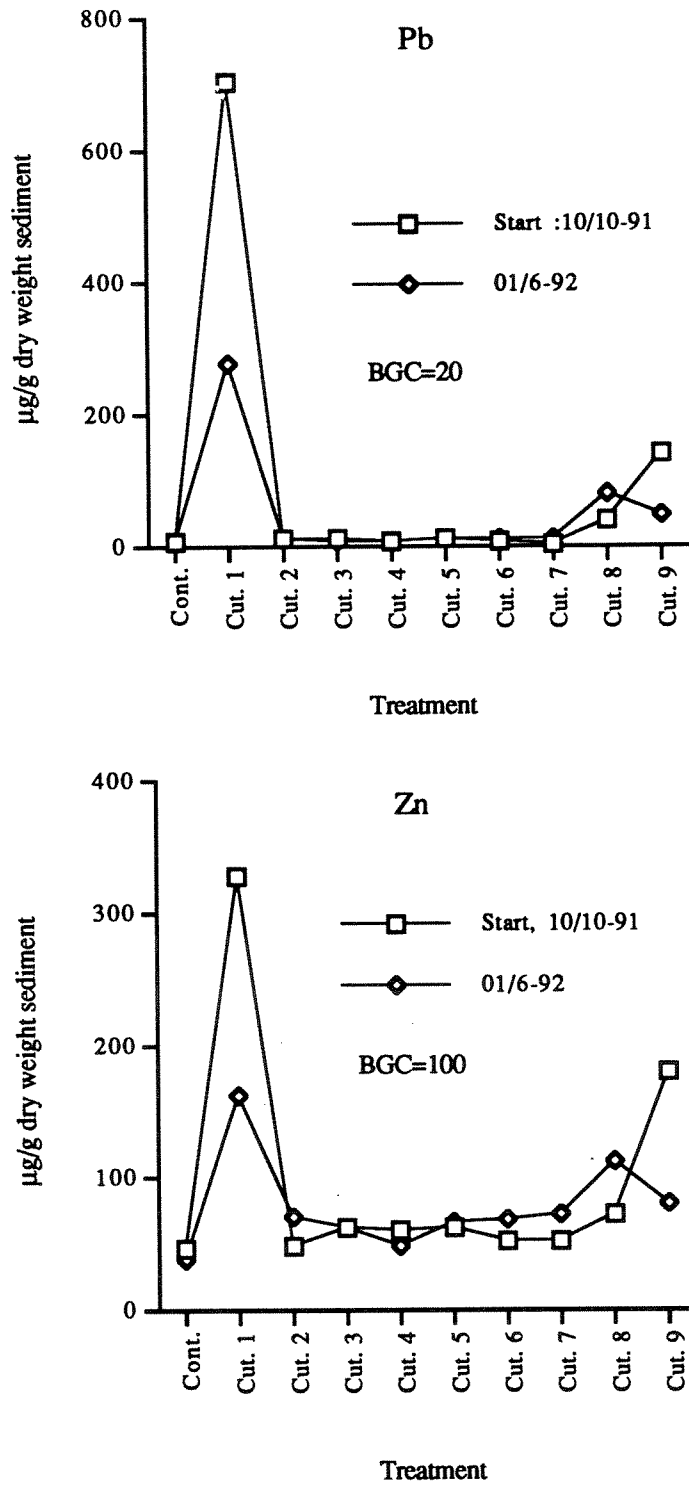 Pb
800
600
400
200
0
µg/g dry weight sediment
Start :10/10-91
01/6-92
BGC=20
Cont.
Cut. 1
Cut. 2
Cut. 3
Cut. 4
Cut. 5
Cut. 6
Cut. 7
Cut. 8
Cut. 9
Treatment
Zn
400
300
200
100
0
µg/g dry weight sediment
Start, 10/10-91
01/6-92
BGC=100
Cont.
Cut. 1
Cut. 2
Cut. 3
Cut. 4
Cut. 5
Cut. 6
Cut. 7
Cut. 8
Cut. 9
Treatment